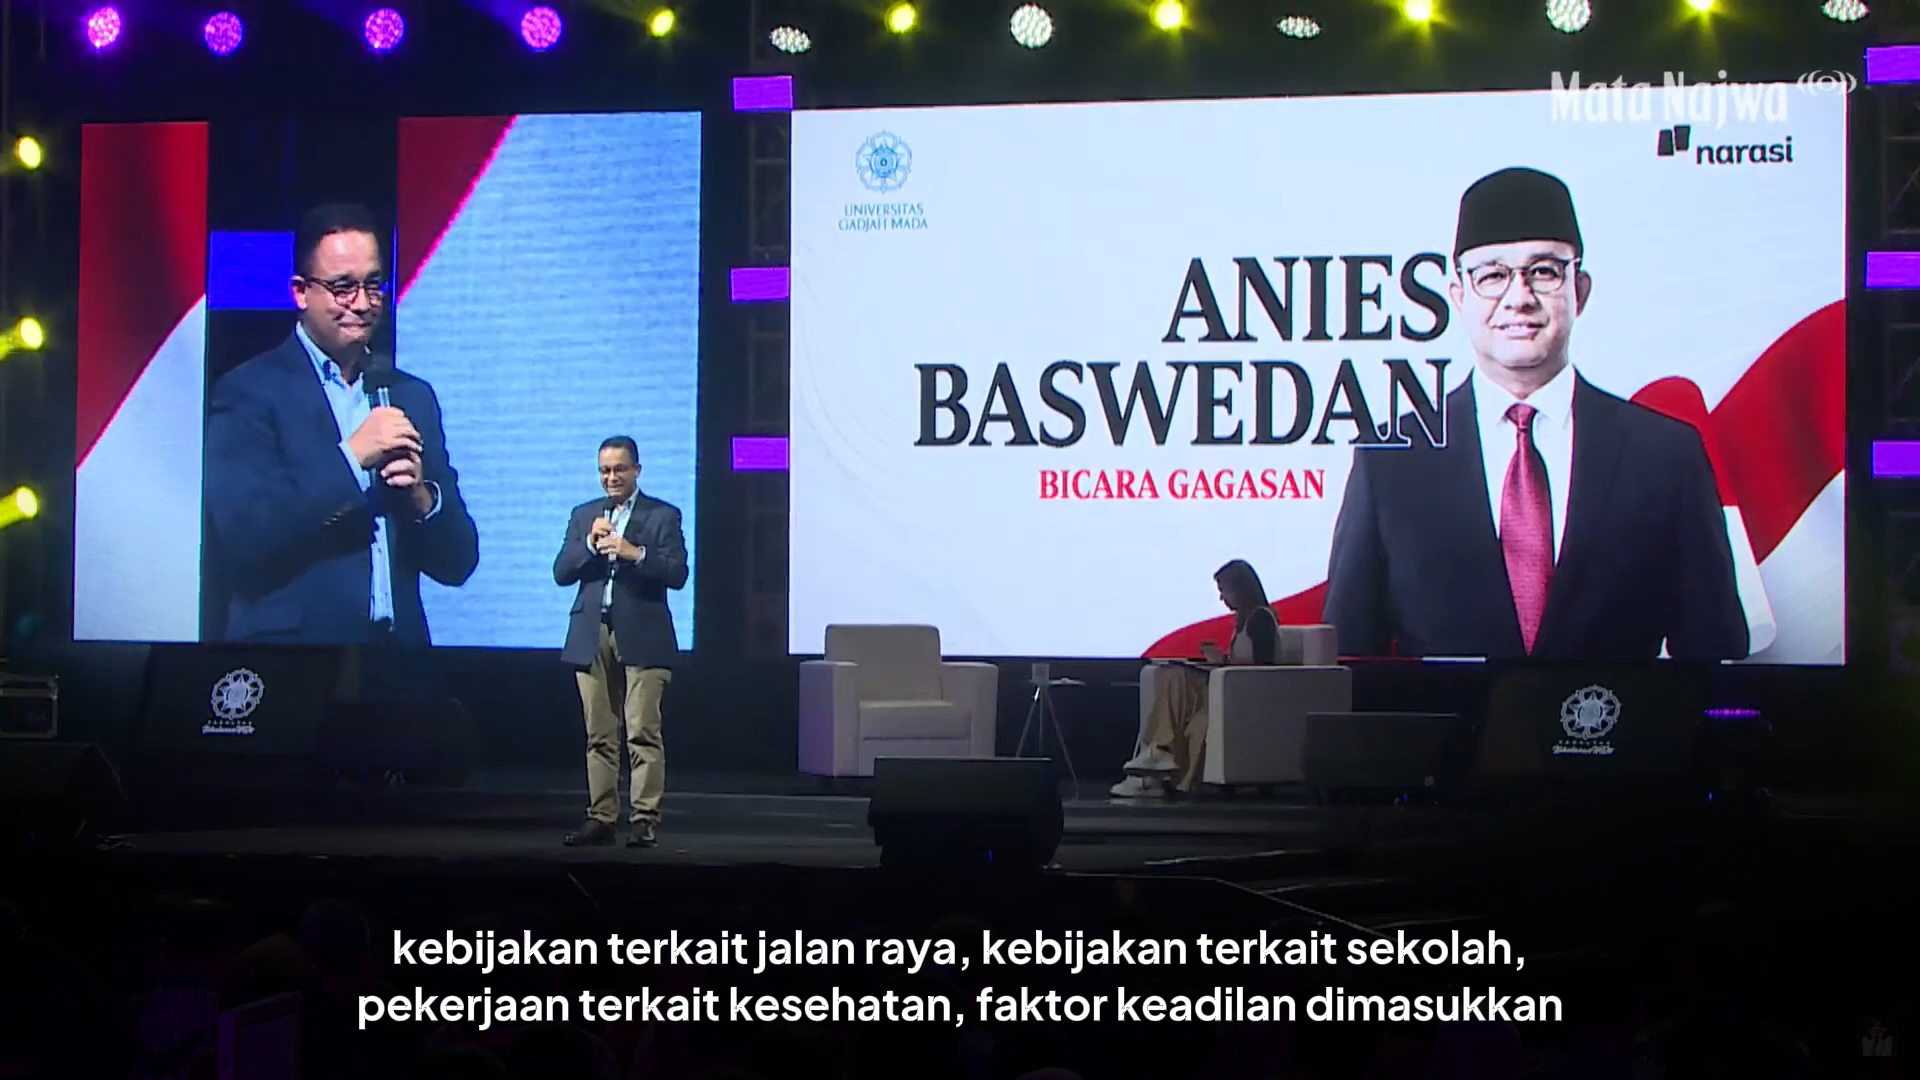 Mata Najwa
narasi
UNIVERSITAS
GADJAH MADA
ANIES
BASWEDAN
BICARA GAGASAN
kebijakan terkait jalan raya, kebijakan terkait sekolah,
pekerjaan terkait kesehatan, faktor keadilan dimasukkan